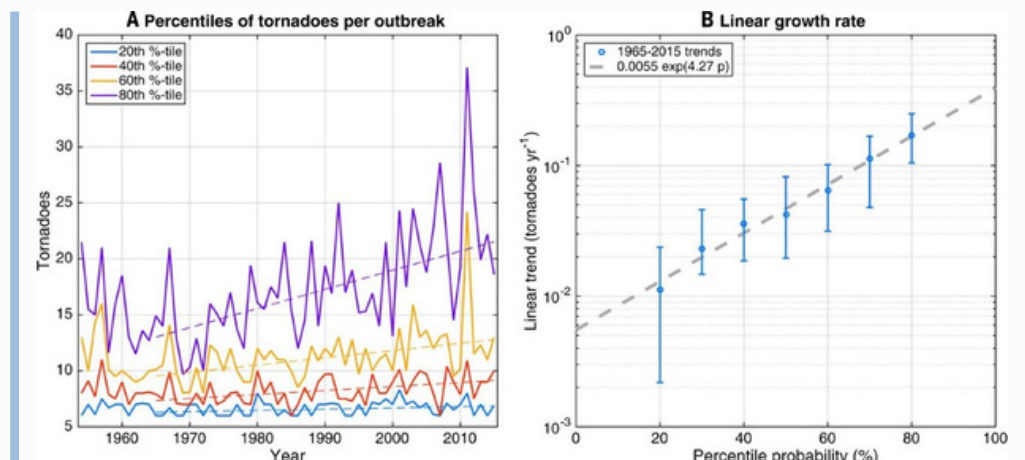 A Percentiles of tornadoes per outbreak
40
35
30
25
20
15
10
5
Tornadoes
20th %-tile
40th %-tile
60th %-tile
80th %-tile
1960 1970 1980 1990 2000 2010
Year
B Linear growth rate
10^0
10^-1
10^-2
10^-3
Linear trend (tornadoes yr^-1)
1965-2015 trends
0.0055 exp(4.27 p)
0 20 40 60 80 100
Percentile probability (%)